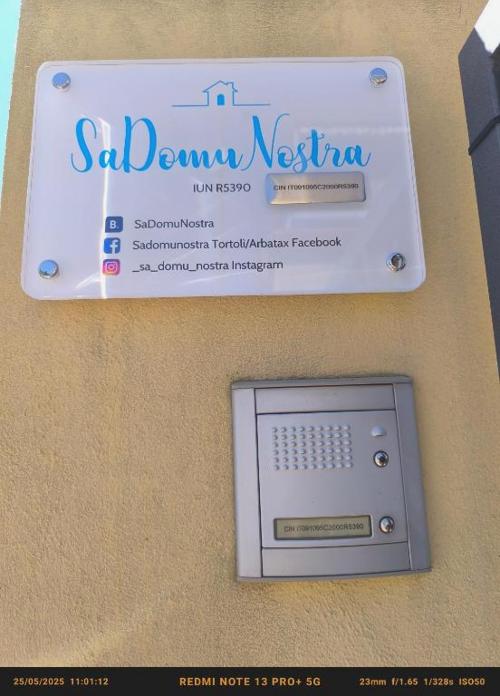 SaDomuNostra
IUN R5390
CIN IT091095C2000R5390
B. SaDomuNostra
Sadomunostra Tortolì/Arbatax Facebook
_sa_domu_nostra Instagram
CIN IT091095C2000R5390
25/05/2025 11:01:12 REDMI NOTE 13 PRO+ 5G 23mm f/1.65 1/328s ISO50